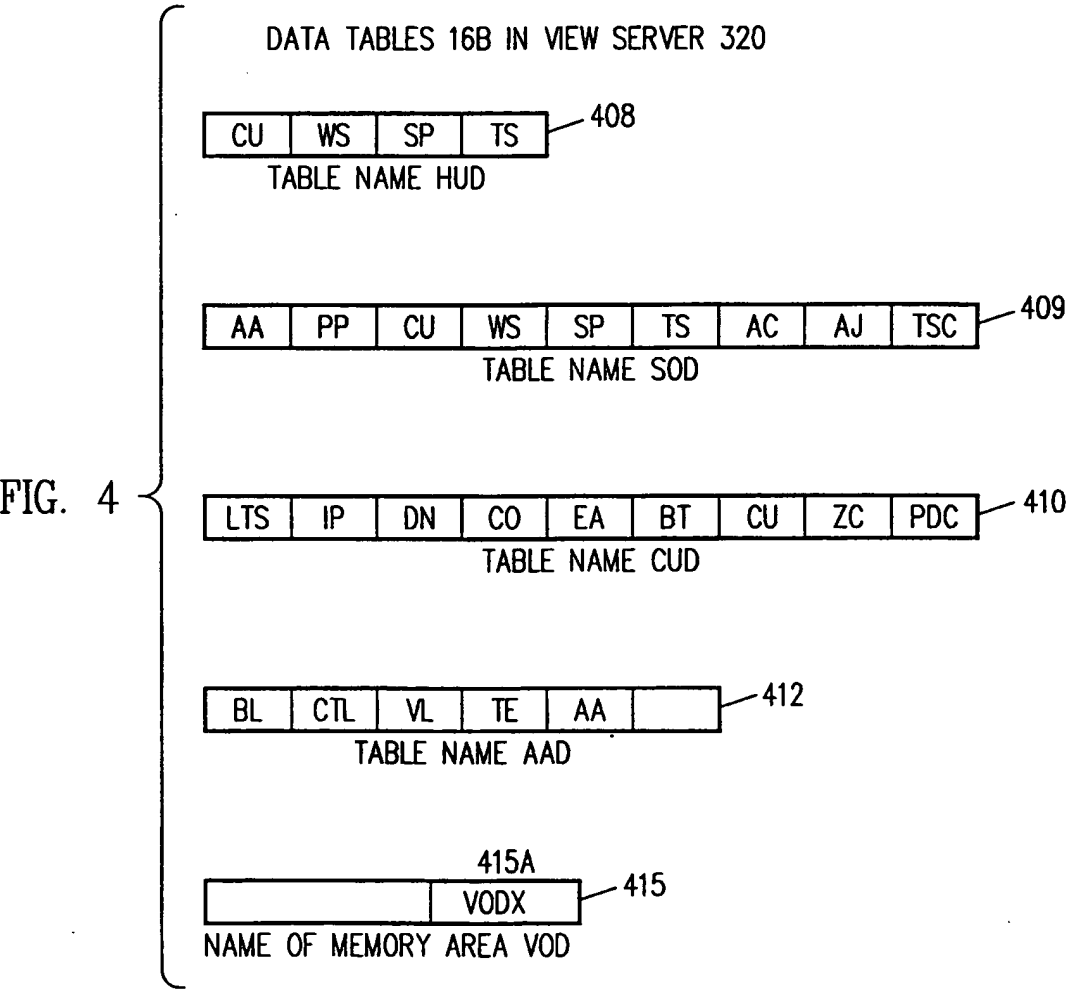 DATA TABLES 16B IN VIEW SERVER 320
CU WS SP TS 408
TABLE NAME HUD
AA PP CU WS SP TS AC AJ TSC 409
TABLE NAME SOD
FIG. 4
LTS IP DN CO EA BT CU ZC PDC 410
TABLE NAME CUD
BL CTL VL TE AA 412
TABLE NAME AAD
415A
VODX 415
NAME OF MEMORY AREA VOD